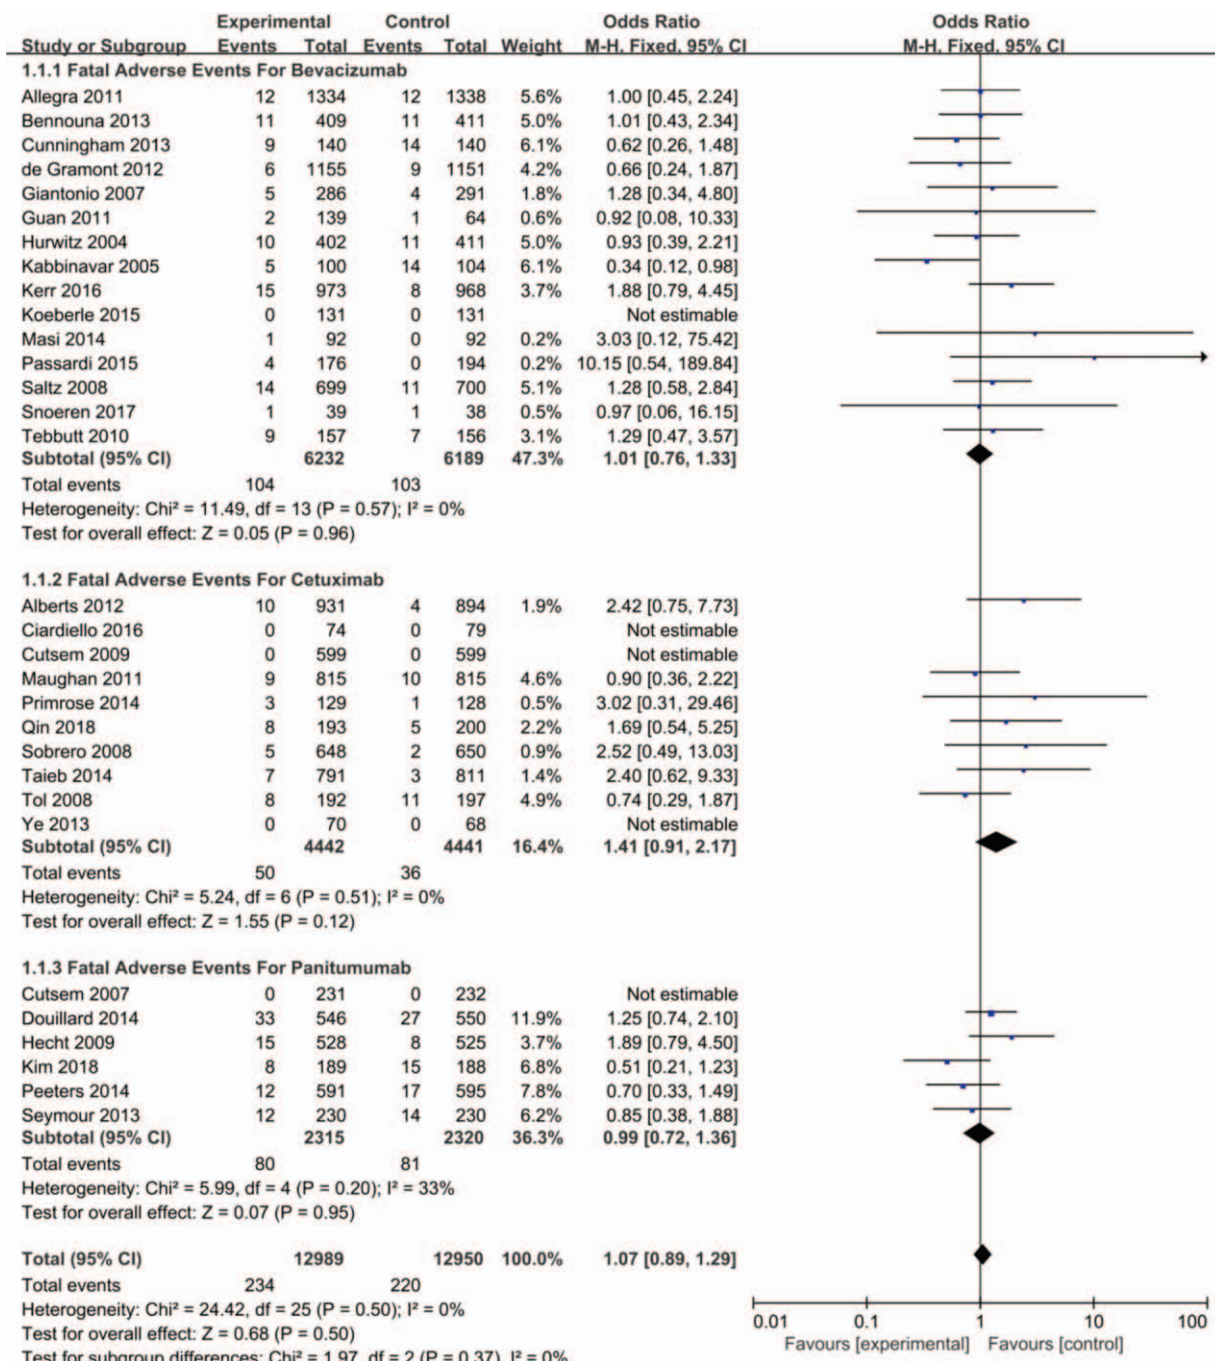 Experimental Control Odds Ratio Odds Ratio
Study or Subgroup Events Total Events Total Weight M-H. Fixed. 95% CI M-H. Fixed. 95% CI
1.1.1 Fatal Adverse Events For Bevacizumab
Allegra 2011 12 1334 12 1338 5.6% 1.00 [0.45, 2.24]
Bennouna 2013 11 409 11 411 5.0% 1.01 [0.43, 2.34]
Cunningham 2013 9 140 14 140 6.1% 0.62 [0.26, 1.48]
de Gramont 2012 6 1155 9 1151 4.2% 0.66 [0.24, 1.87]
Giantonio 2007 5 286 4 291 1.8% 1.28 [0.34, 4.80]
Guan 2011 2 139 1 64 0.6% 0.92 [0.08, 10.33]
Hurwitz 2004 10 402 11 411 5.0% 0.93 [0.39, 2.21]
Kabbinavar 2005 5 100 14 104 6.1% 0.34 [0.12, 0.98]
Kerr 2016 15 973 8 968 3.7% 1.88 [0.79, 4.45]
Koeberle 2015 0 131 0 131 Not estimable
Masi 2014 1 92 0 92 0.2% 3.03 [0.12, 75.42]
Passardi 2015 4 176 0 194 0.2% 10.15 [0.54, 189.84]
Saltz 2008 14 699 11 700 5.1% 1.28 [0.58, 2.84]
Snoeren 2017 1 39 1 38 0.5% 0.97 [0.06, 16.15]
Tebbutt 2010 9 157 7 156 3.1% 1.29 [0.47, 3.57]
Subtotal (95% CI) 6232 6189 47.3% 1.01 [0.76, 1.33]
Total events 104 103
Heterogeneity: Chi² = 11.49, df = 13 (P = 0.57); I² = 0%
Test for overall effect: Z = 0.05 (P = 0.96)
1.1.2 Fatal Adverse Events For Cetuximab
Alberts 2012 10 931 4 894 1.9% 2.42 [0.75, 7.73]
Ciardiello 2016 0 74 0 79 Not estimable
Cutsem 2009 0 599 0 599 Not estimable
Maughan 2011 9 815 10 815 4.6% 0.90 [0.36, 2.22]
Primrose 2014 3 129 1 128 0.5% 3.02 [0.31, 29.46]
Qin 2018 8 193 5 200 2.2% 1.69 [0.54, 5.25]
Sobrero 2008 5 648 2 650 0.9% 2.52 [0.49, 13.03]
Taieb 2014 7 791 3 811 1.4% 2.40 [0.62, 9.33]
Tol 2008 8 192 11 197 4.9% 0.74 [0.29, 1.87]
Ye 2013 0 70 0 68 Not estimable
Subtotal (95% CI) 4442 4441 16.4% 1.41 [0.91, 2.17]
Total events 50 36
Heterogeneity: Chi² = 5.24, df = 6 (P = 0.51); I² = 0%
Test for overall effect: Z = 1.55 (P = 0.12)
1.1.3 Fatal Adverse Events For Panitumumab
Cutsem 2007 0 231 0 232 Not estimable
Douillard 2014 33 546 27 550 11.9% 1.25 [0.74, 2.10]
Hecht 2009 15 528 8 525 3.7% 1.89 [0.79, 4.50]
Kim 2018 8 189 15 188 6.8% 0.51 [0.21, 1.23]
Peeters 2014 12 591 17 595 7.8% 0.70 [0.33, 1.49]
Seymour 2013 12 230 14 230 6.2% 0.85 [0.38, 1.88]
Subtotal (95% CI) 2315 2320 36.3% 0.99 [0.72, 1.36]
Total events 80 81
Heterogeneity: Chi² = 5.99, df = 4 (P = 0.20); I² = 33%
Test for overall effect: Z = 0.07 (P = 0.95)
Total (95% CI) 12989 12950 100.0% 1.07 [0.89, 1.29]
Total events 234 220
Heterogeneity: Chi² = 24.42, df = 25 (P = 0.50); I² = 0%
Test for overall effect: Z = 0.68 (P = 0.50)
Test for subgroup differences: Chi² = 1.97, df = 2 (P = 0.37), I² = 0%
0.01 0.1 1 10 100
Favours [experimental] Favours [control]